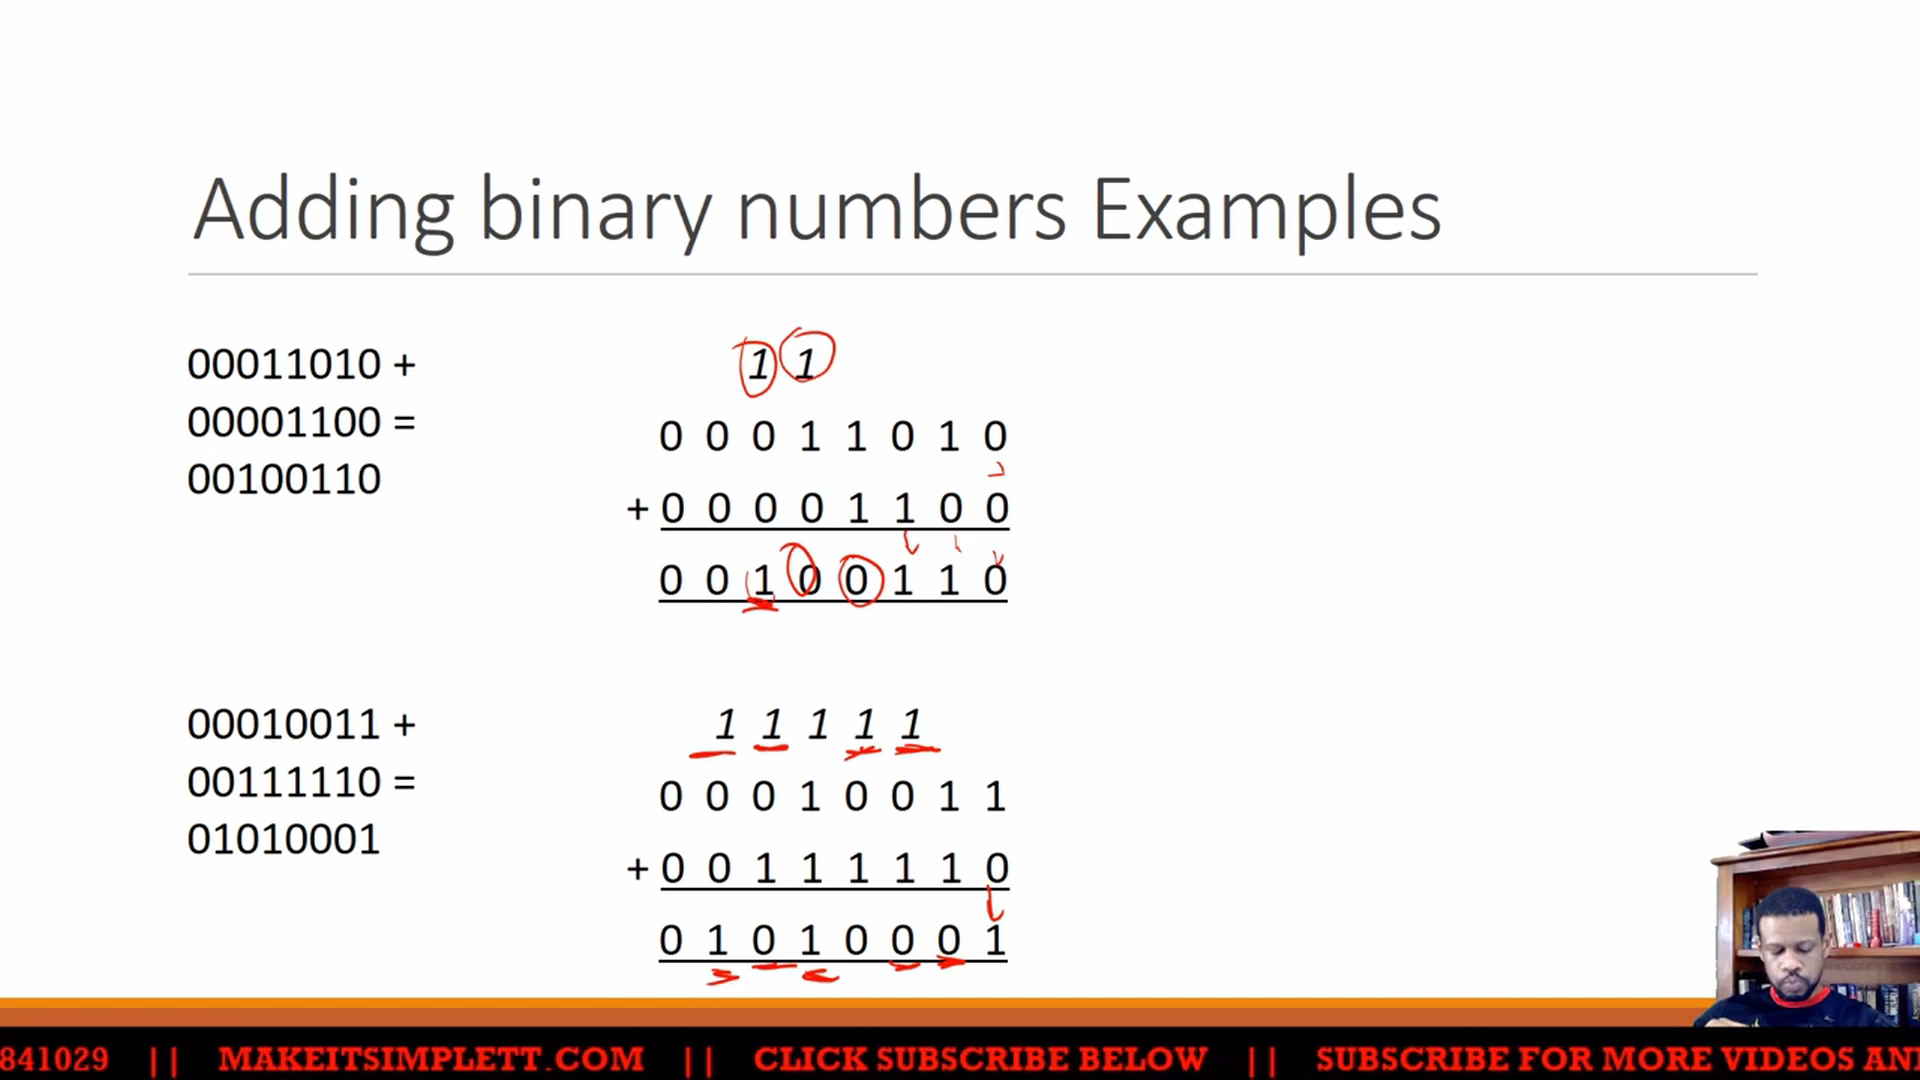 Adding binary numbers Examples
00011010 +
00001100 =
00100110
1 1
0 0 0 1 1 0 1 0
+ 0 0 0 0 1 1 0 0
0 0 1 0 0 1 1 0
00010011 +
00111110 =
01010001
1 1 1 1 1
0 0 0 1 0 0 1 1
+ 0 0 1 1 1 1 1 0
0 1 0 1 0 0 0 1
841029 || MAKEITSIMPLETT.COM || CLICK SUBSCRIBE BELOW || SUBSCRIBE FOR MORE VIDEOS AN